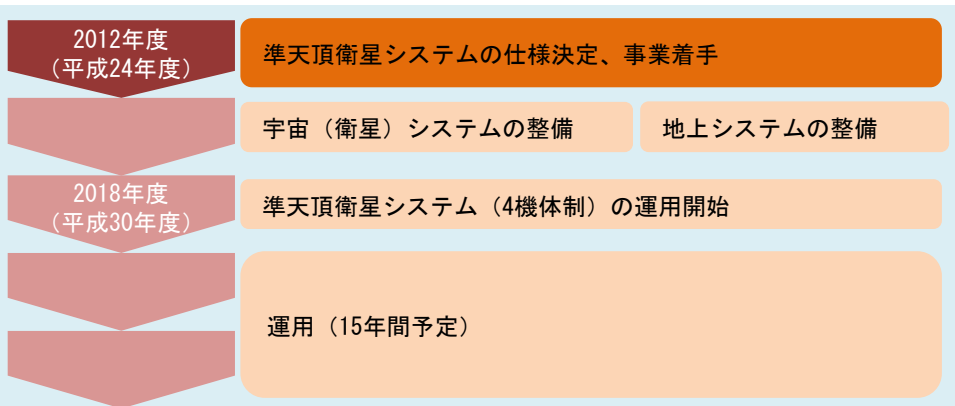 2012年度
（平成24年度）
準天頂衛星システムの仕様決定、事業着手
宇宙（衛星）システムの整備
地上システムの整備
2018年度
（平成30年度）
準天頂衛星システム（4機体制）の運用開始
運用（15年間予定）